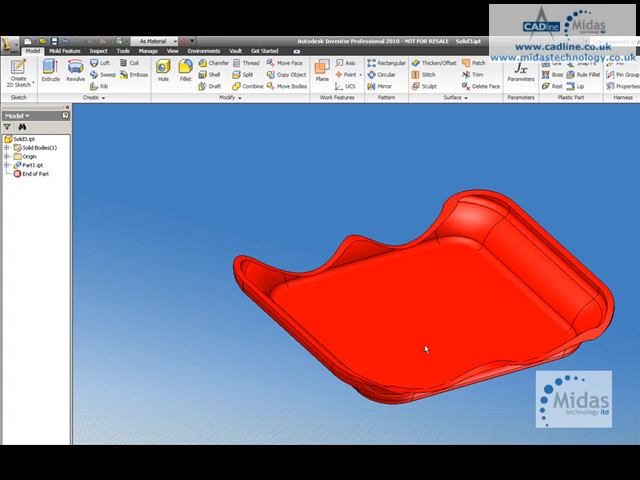 CADline Midas
www.cadline.co.uk
www.midastechnology.co.uk
As Material
Autodesk Inventor Professional 2010 - NOT FOR RESALE Solid3.ipt
Model Mold Feature Inspect Tools Manage View Environments Vault Get Started
Create 2D Sketch Extrude Revolve Loft Sweep Rib Coil Emboss Hole Fillet Chamfer Shell Draft Thread Split Combine Move Face Copy Object Move Bodies Plane Axis Point UCS Rectangular Circular Mirror Thicken/Offset Stitch Sculpt Patch Trim Delete Face Parameters Boss Rest Rule Fillet Lip Pin Group Properties
Sketch Create Modify Work Features Pattern Surface Parameters Plastic Part Harness
Model
Solid3.ipt
Solid Bodies(1)
Origin
Part1.ipt
End of Part
Midas
technology ltd